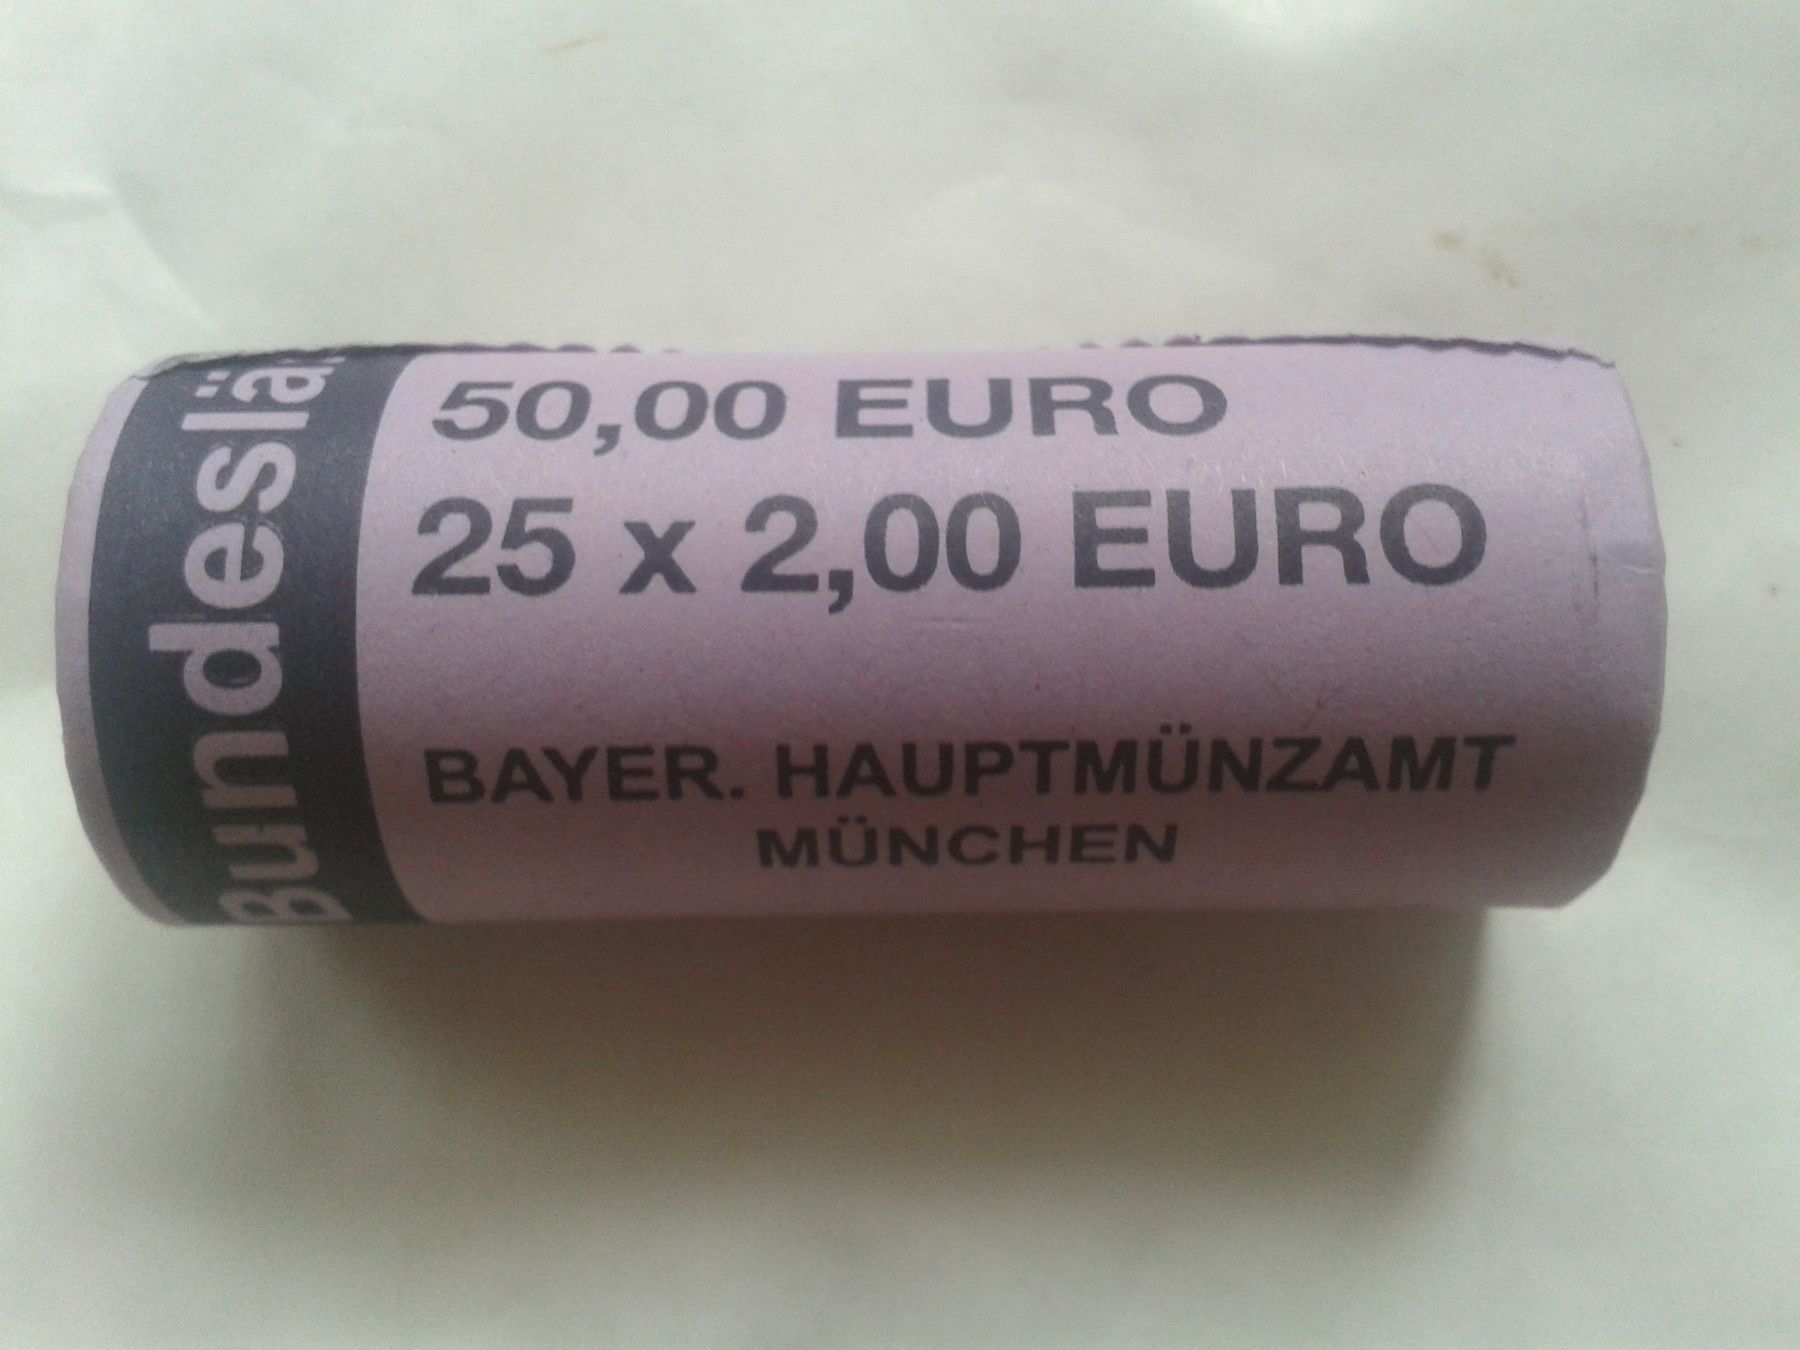 Bundeslä
50,00 EURO
25 x 2,00 EURO
BAYER. HAUPTMÜNZAMT
MÜNCHEN